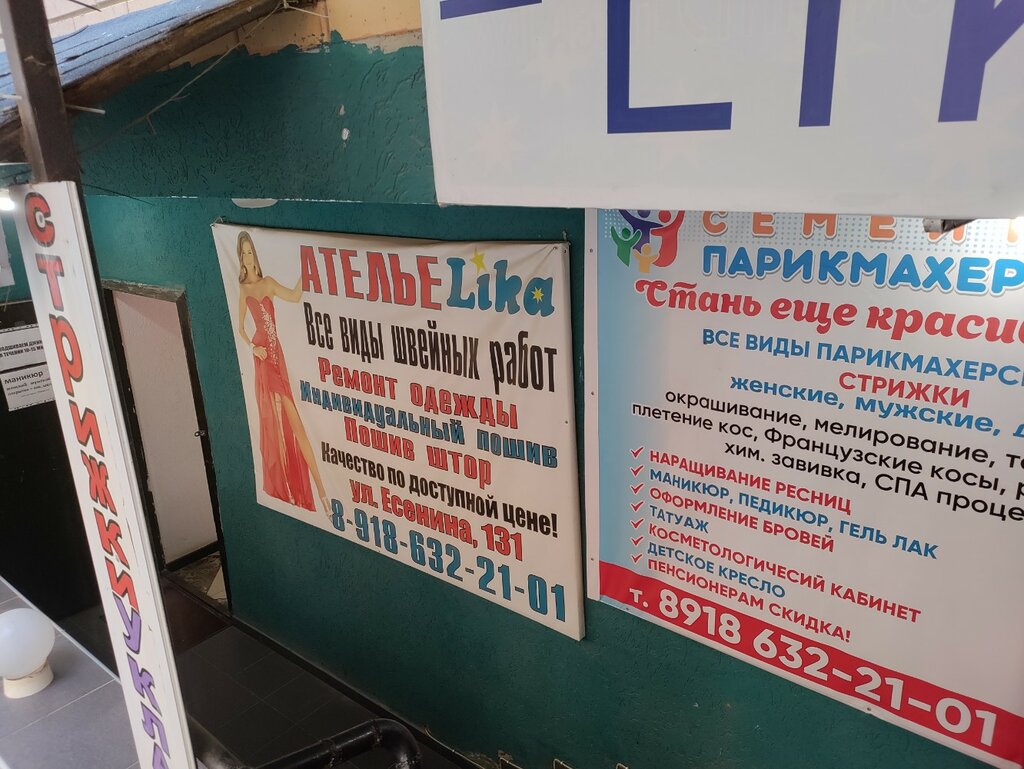 СТРИЖКИ
АТЕЛЬЕ Lika
Все виды швейных работ
Ремонт одежды
Индивидуальный пошив
Пошив штор
Качество по доступной цене!
ул. Есенина, 131
8-918-632-21-01
ПАРИКМАХЕР
Стань еще
ВСЕ ВИДЫ ПАРИКМАХЕРС
СТРИЖКИ
женские, мужские,
окрашивание, мелирование,
плетение кос, Французские косы,
хим. завивка, СПА
НАРАЩИВАНИЕ РЕСНИЦ
МАНИКЮР, ПЕДИКЮР, ГЕЛЬ ЛАК
ОФОРМЛЕНИЕ БРОВЕЙ
ТАТУАЖ
КОСМЕТОЛОГИЧЕСИЙ КАБИНЕТ
ДЕТСКОЕ КРЕСЛО
ПЕНСИОНЕРАМ СКИДКА!
т. 8918 632-21-01
маникюр